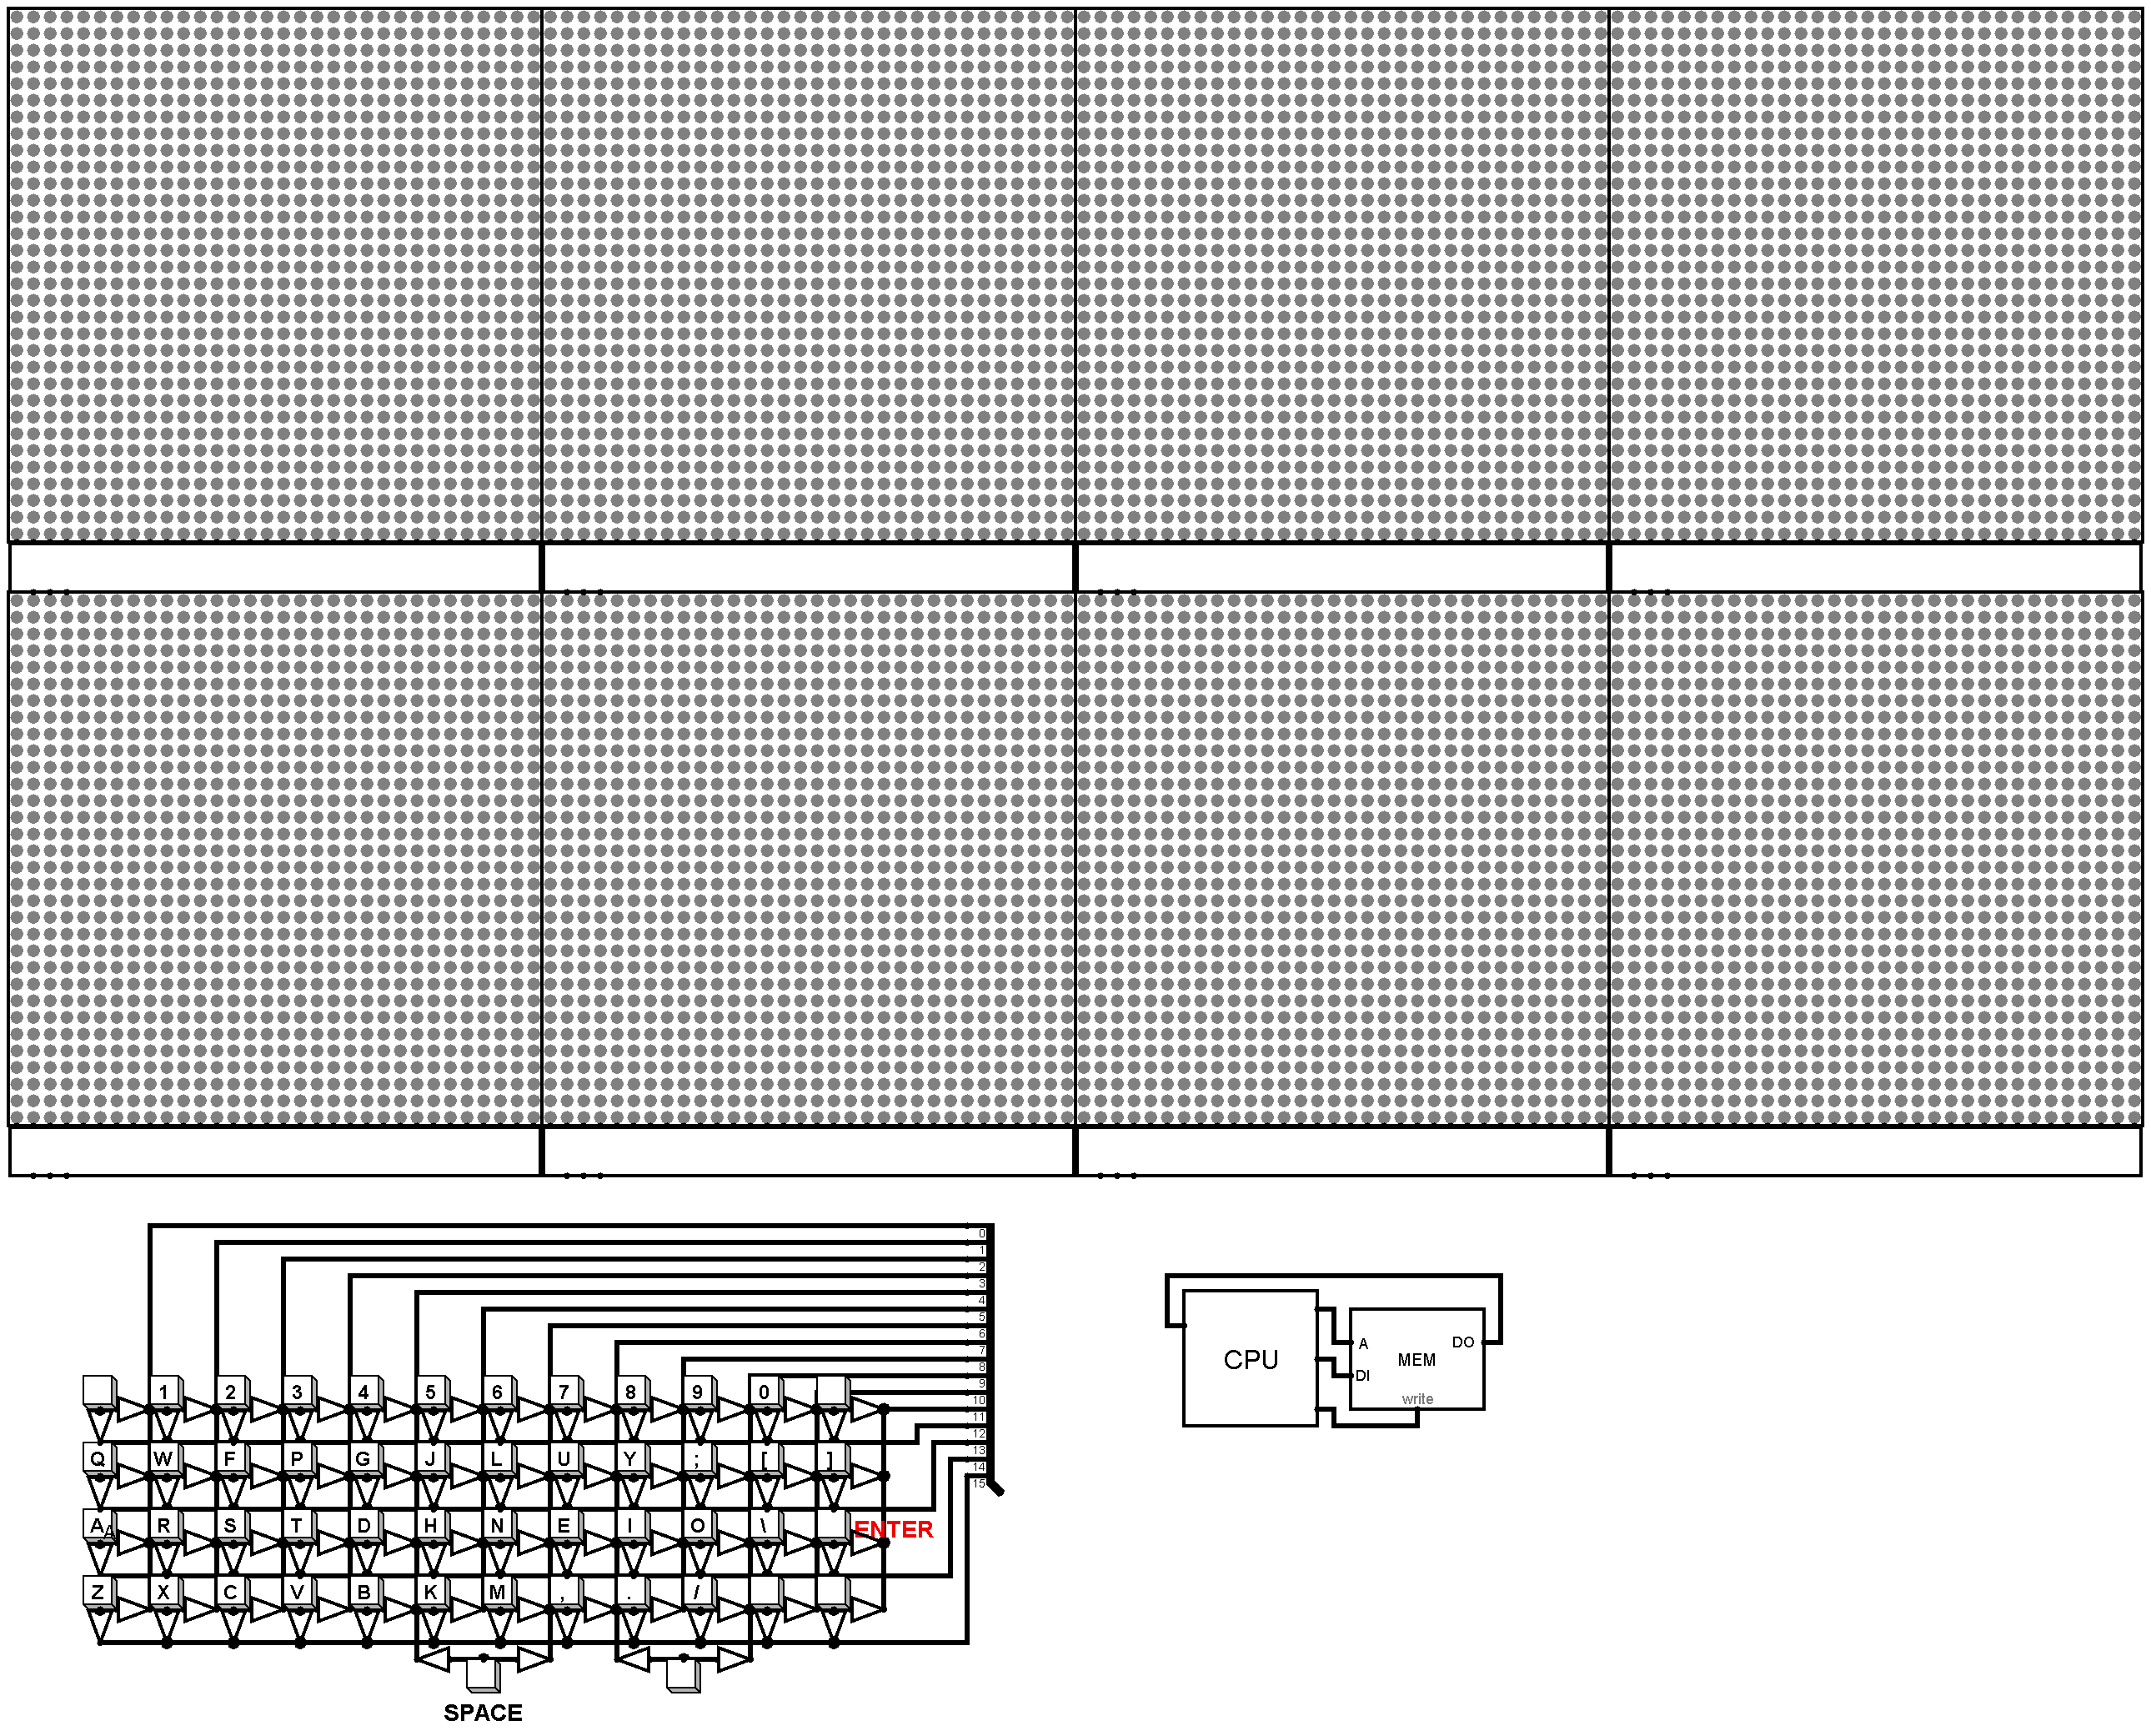 0
1
2
3
4
5
6
7
8
9
10
11
12
13
14
15
1 2 3 4 5 6 7 8 9 0
Q W F P G J L U Y ; [ ]
A A R S T D H N E I O \ ENTER
Z X C V B K M , . /
SPACE
CPU
A DO
MEM
DI
write